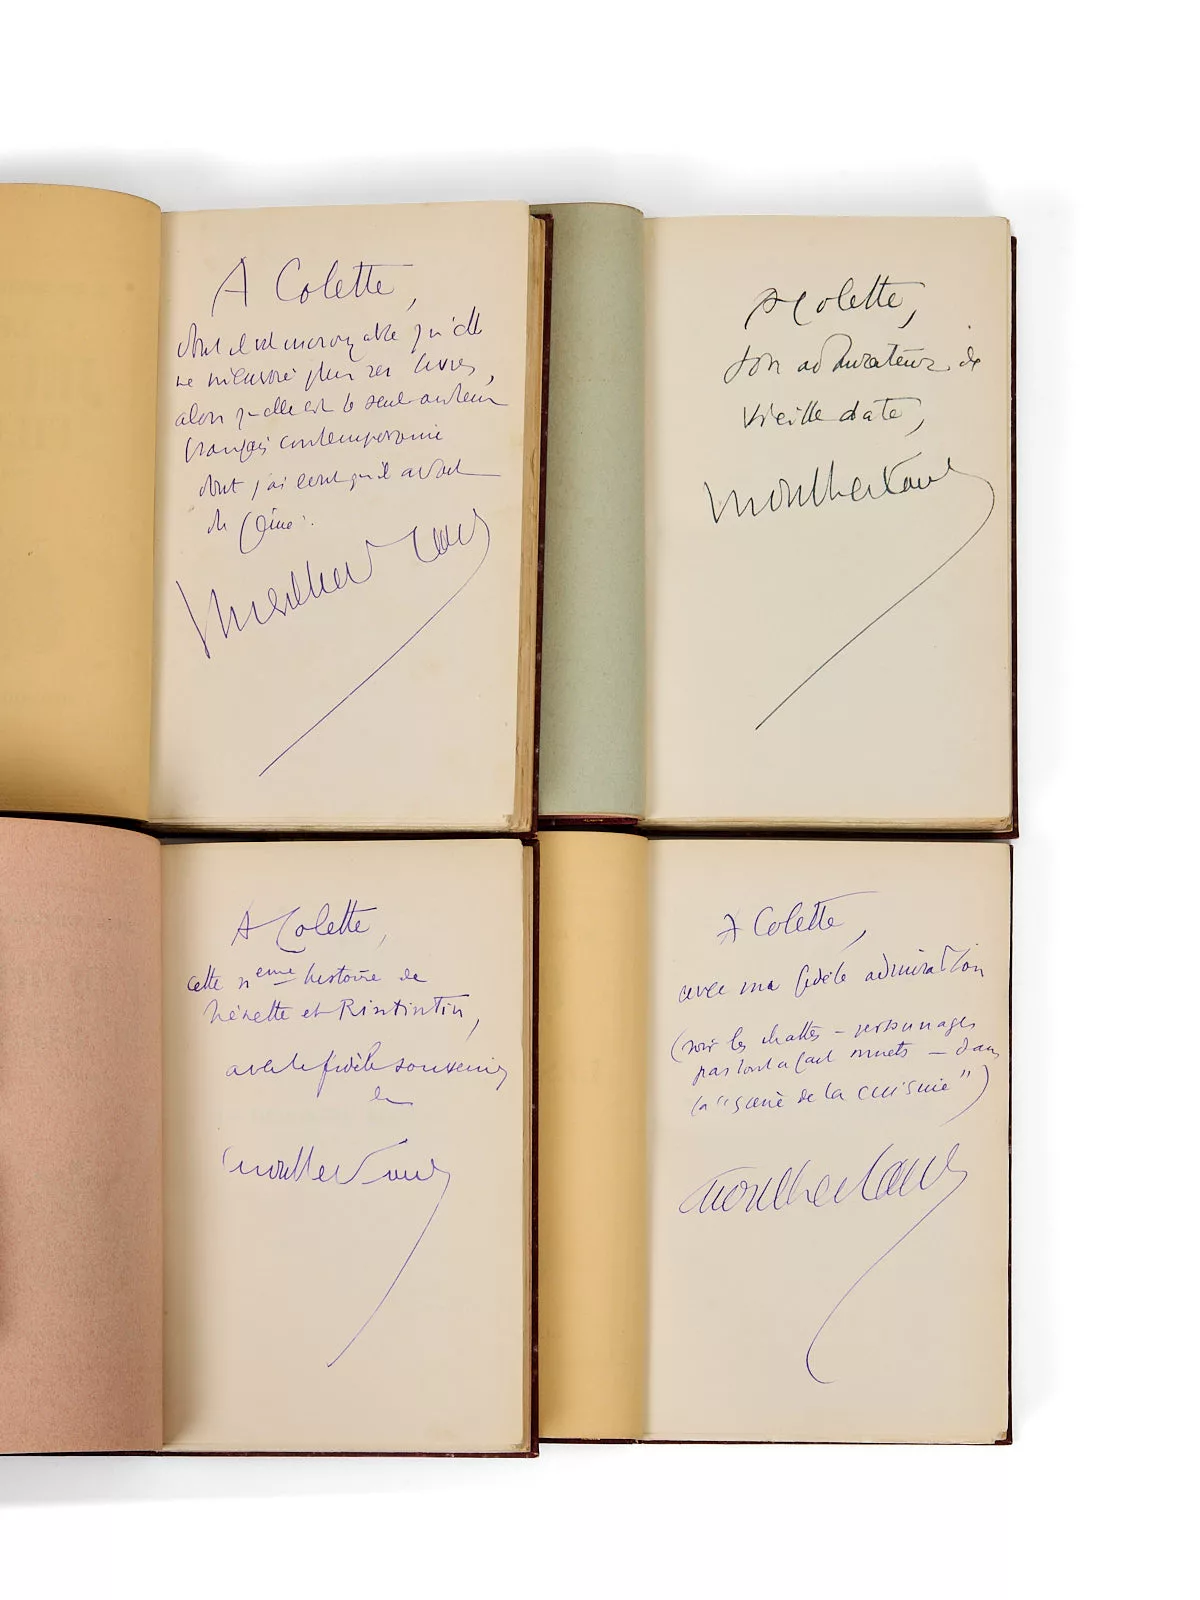 A Colette,
dont il est incroyable qu'elle
ne m'envoie plus ses livres,
alors qu'elle est le seul auteur
français contemporain
dont j'ai écrit qu'il avait
du génie.
Montherlant
A Colette,
son admirateur de
vieille date,
Montherlant
A Colette,
cette nème histoire de
Nénette et Rintintin,
avec le fidèle souvenir
de
Montherlant
A Colette,
avec ma fidèle admiration
(voir les chattes – personnages
pas tout à fait muets – dans
la "scène de la cuisine")
Montherlant